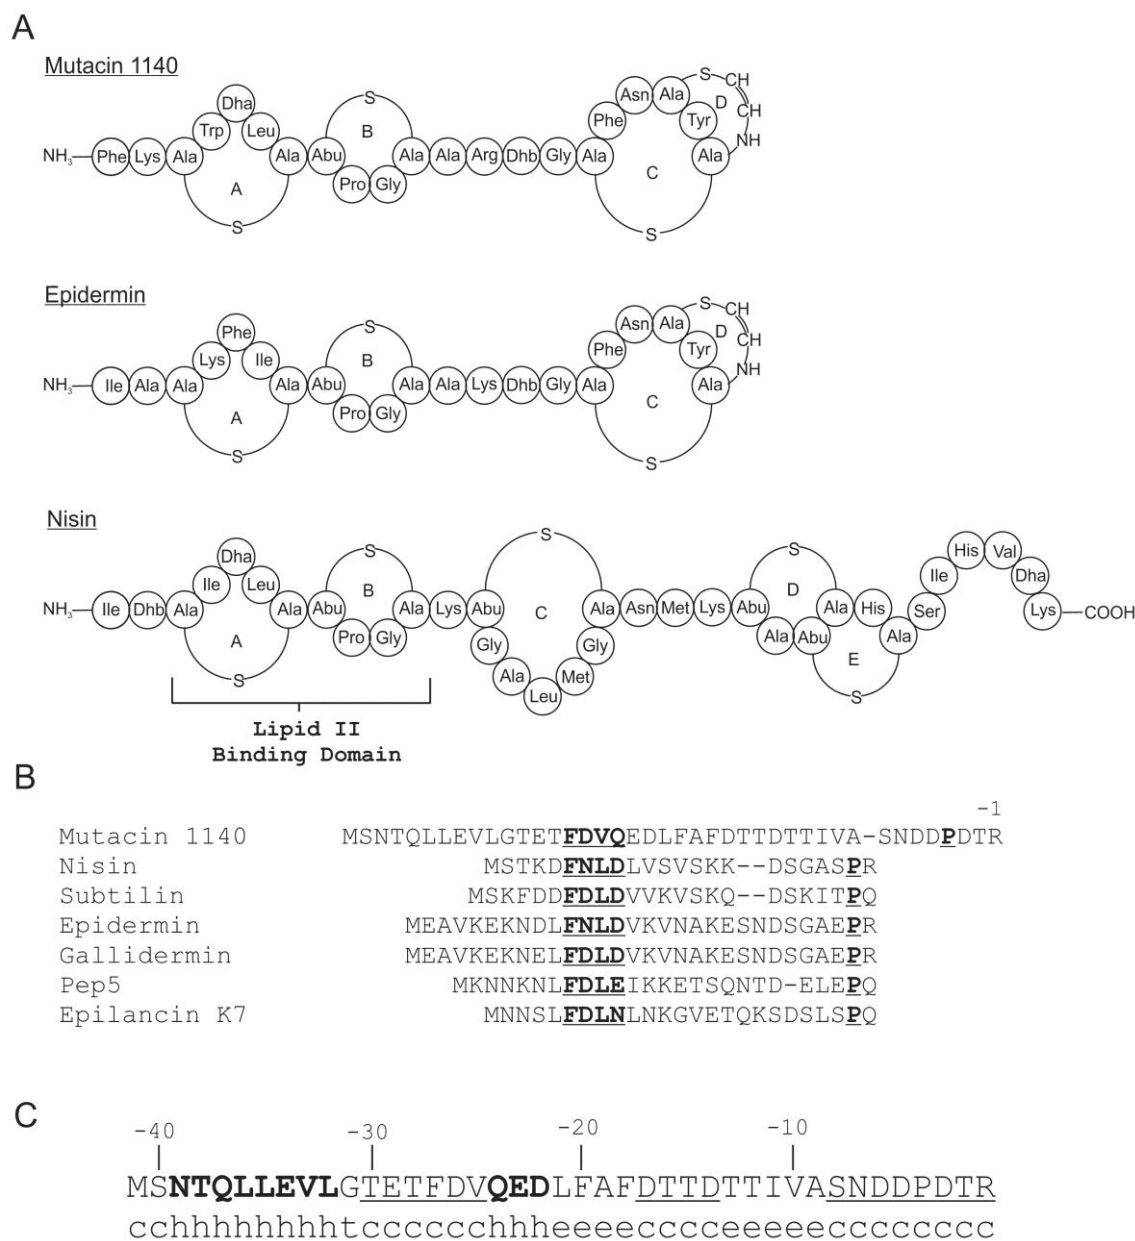 A
Mutacin 1140
NH3 Phe Lys Ala Trp Dha Leu Ala Abu Pro Gly Ala Ala Arg Dhb Gly Ala Phe Asn Ala Tyr Ala
S A S B S C S D CH CH NH
Epidermin
NH3 Ile Ala Ala Lys Phe Ile Ala Abu Pro Gly Ala Ala Lys Dhb Gly Ala Phe Asn Ala Tyr Ala
S A S B S C S D CH CH NH
Nisin
NH3 Ile Dhb Ala Ile Dha Leu Ala Abu Pro Gly Ala Lys Abu Gly Ala Leu Met Gly Ala Asn Met Lys Abu Ala Abu Ala His Ala Ser Ile His Val Dha Lys COOH
S A S B S C S D S E
Lipid II
Binding Domain
B
-1
Mutacin 1140 MSNTQLLEVLGTETFDVQEDLFAFDTTDTTIVA-SNDDPDTR
Nisin MSTKDFNLDLVSVSKK--DSGASPR
Subtilin MSKFDDFDLDVVKVSKQ--DSKITPQ
Epidermin MEAVKEKNDLFNLDVKVNAKESNDSGAEPR
Gallidermin MEAVKEKNELFDLDVKVNAKESNDSGAEPR
Pep5 MKNNKNLFDLEIKKETSQNTD-ELEPQ
Epilancin K7 MNNSLFDLNLNKGVETQKSDSLSPQ
C
-40 -30 -20 -10
MSNTQLLEVLGTETFDVQEDLFAFDTTDTTIVASNDDPDTR
cchhhhhhhhtcccccchhheeeecccceeeeecccccccc